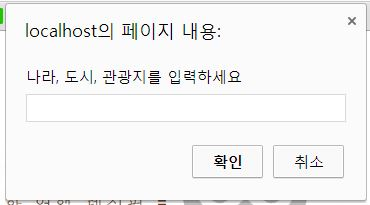 localhost의 페이지 내용:
나라, 도시, 관광지를 입력하세요
확인
취소